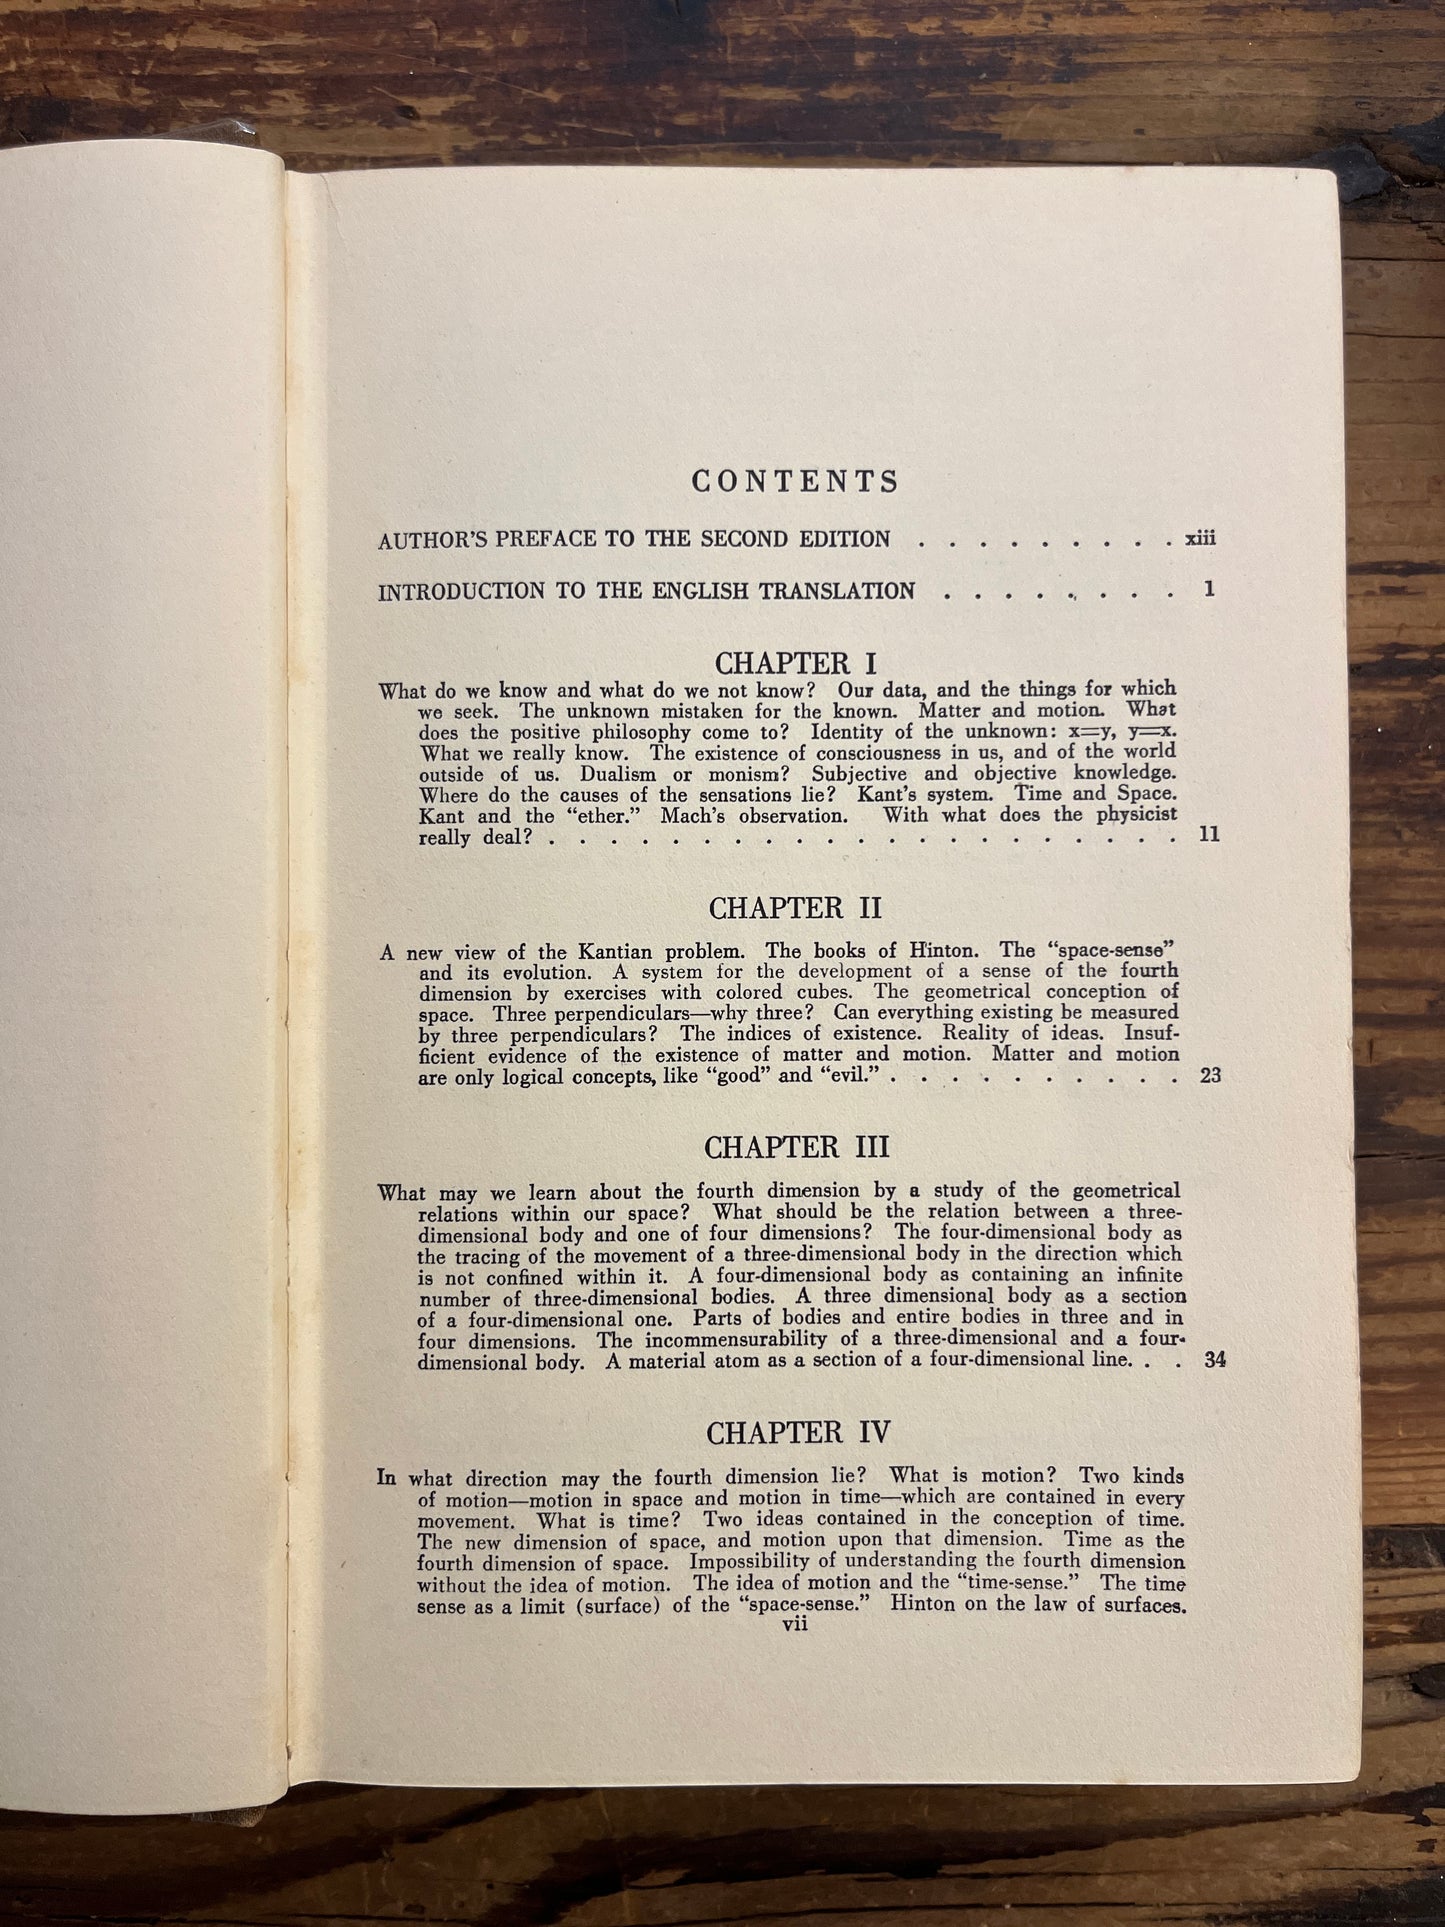 CONTENTS
AUTHOR'S PREFACE TO THE SECOND EDITION . . . . . . . . . xiii
INTRODUCTION TO THE ENGLISH TRANSLATION . . . . . . . . 1
CHAPTER I
What do we know and what do we not know? Our data, and the things for which
we seek. The unknown mistaken for the known. Matter and motion. What
does the positive philosophy come to? Identity of the unknown: x=y, y=x.
What we really know. The existence of consciousness in us, and of the world
outside of us. Dualism or monism? Subjective and objective knowledge.
Where do the causes of the sensations lie? Kant's system. Time and Space.
Kant and the “ether.” Mach's observation. With what does the physicist
really deal? . . . . . . . . . . . . . . . . . . . . . 11
CHAPTER II
A new view of the Kantian problem. The books of Hinton. The “space-sense”
and its evolution. A system for the development of a sense of the fourth
dimension by exercises with colored cubes. The geometrical conception of
space. Three perpendiculars—why three? Can everything existing be measured
by three perpendiculars? The indices of existence. Reality of ideas. Insuf-
ficient evidence of the existence of matter and motion. Matter and motion
are only logical concepts, like “good” and “evil.” . . . . . . . . . . 23
CHAPTER III
What may we learn about the fourth dimension by a study of the geometrical
relations within our space? What should be the relation between a three-
dimensional body and one of four dimensions? The four-dimensional body as
the tracing of the movement of a three-dimensional body in the direction which
is not confined within it. A four-dimensional body as containing an infinite
number of three-dimensional bodies. A three dimensional body as a section
of a four-dimensional one. Parts of bodies and entire bodies in three and in
four dimensions. The incommensurability of a three-dimensional and a four-
dimensional body. A material atom as a section of a four-dimensional line. . . 34
CHAPTER IV
In what direction may the fourth dimension lie? What is motion? Two kinds
of motion—motion in space and motion in time—which are contained in every
movement. What is time? Two ideas contained in the conception of time.
The new dimension of space, and motion upon that dimension. Time as the
fourth dimension of space. Impossibility of understanding the fourth dimension
without the idea of motion. The idea of motion and the “time-sense.” The time
sense as a limit (surface) of the “space-sense.” Hinton on the law of surfaces.
vii